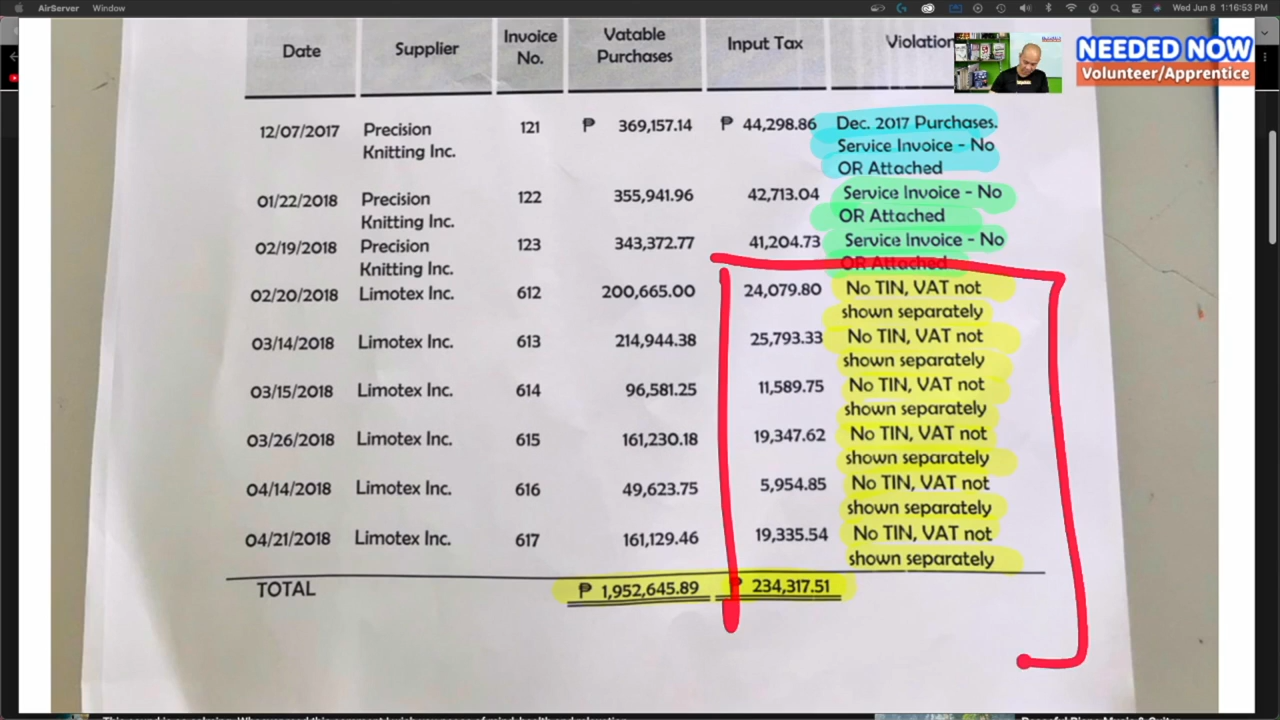 AirServer Window Wed Jun 8 1:16:53 PM
NEEDED NOW
Volunteer/Apprentice
Date Supplier Invoice No. Vatable Purchases Input Tax Violation
12/07/2017 Precision ₱ 369,157.14 ₱ 44,298.86 Dec. 2017 Purchases.
121
Knitting Inc. Service Invoice - No
OR Attached
01/22/2018 Precision 122 355,941.96 42,713.04 Service Invoice - No
Knitting Inc. OR Attached
02/19/2018 Precision 123 343,372.77 41,204.73 Service Invoice - No
Knitting Inc. OR Attached
02/20/2018 Limotex Inc. 612 200,665.00 24,079.80 No TIN, VAT not
shown separately
03/14/2018 Limotex Inc. 613 214,944.38 25,793.33 No TIN, VAT not
shown separately
03/15/2018 Limotex Inc. 614 96,581.25 11,589.75 No TIN, VAT not
shown separately
03/26/2018 Limotex Inc. 615 161,230.18 19,347.62 No TIN, VAT not
shown separately
04/14/2018 Limotex Inc. 616 49,623.75 5,954.85 No TIN, VAT not
shown separately
04/21/2018 Limotex Inc. 617 161,129.46 19,335.54 No TIN, VAT not
shown separately
TOTAL ₱ 1,952,645.89 ₱ 234,317.51